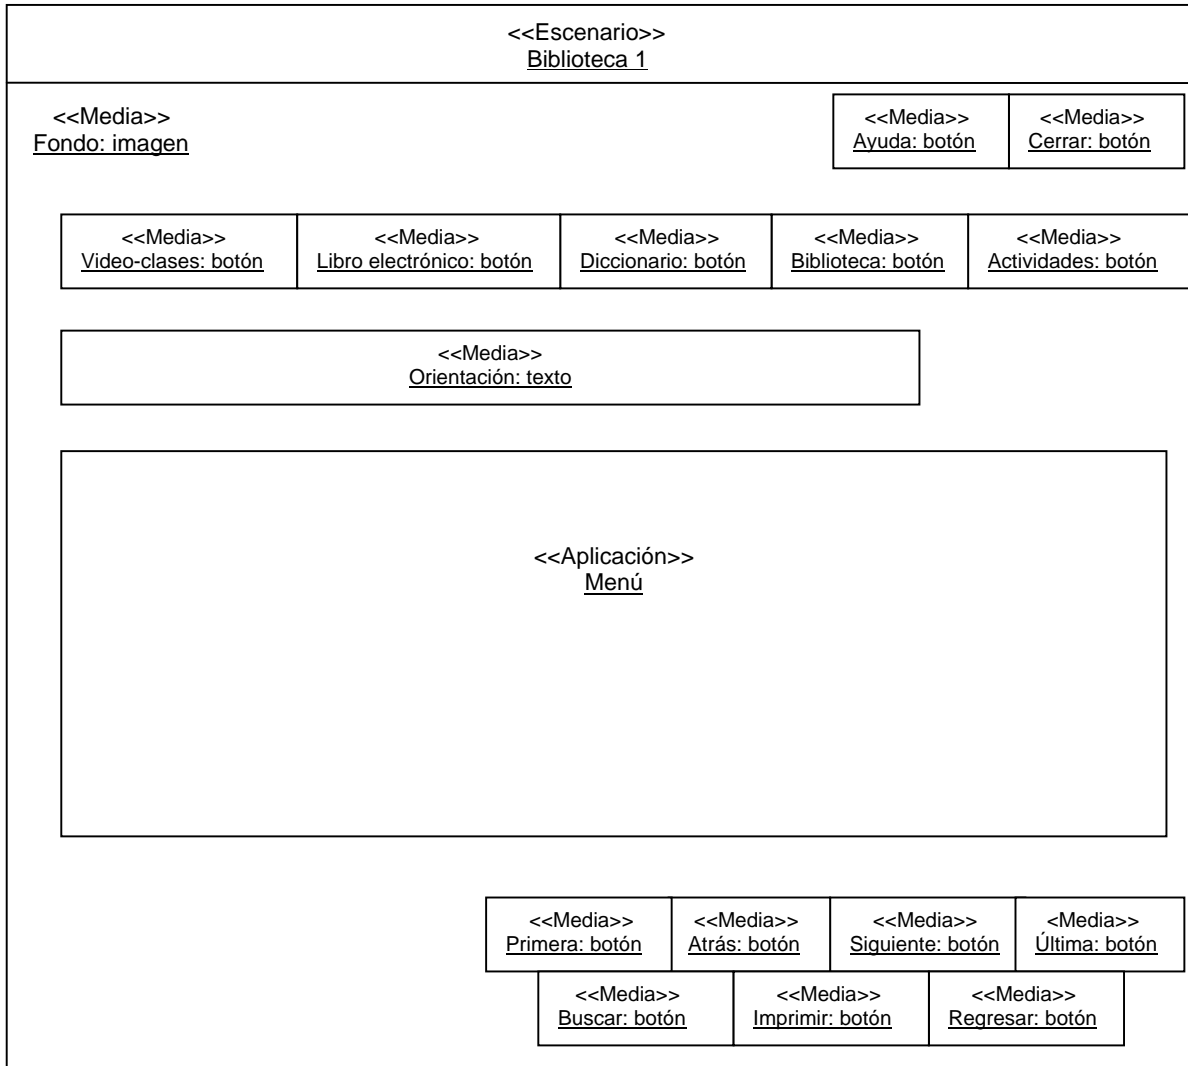 <<Escenario>>
Biblioteca 1
<<Media>>
Fondo: imagen
<<Media>>
Ayuda: botón
<<Media>>
Cerrar: botón
<<Media>>
Video-clases: botón
<<Media>>
Libro electrónico: botón
<<Media>>
Diccionario: botón
<<Media>>
Biblioteca: botón
<<Media>>
Actividades: botón
<<Media>>
Orientación: texto
<<Aplicación>>
Menú
<<Media>>
Primera: botón
<<Media>>
Atrás: botón
<<Media>>
Siguiente: botón
<Media>>
Última: botón
<<Media>>
Buscar: botón
<<Media>>
Imprimir: botón
<<Media>>
Regresar: botón